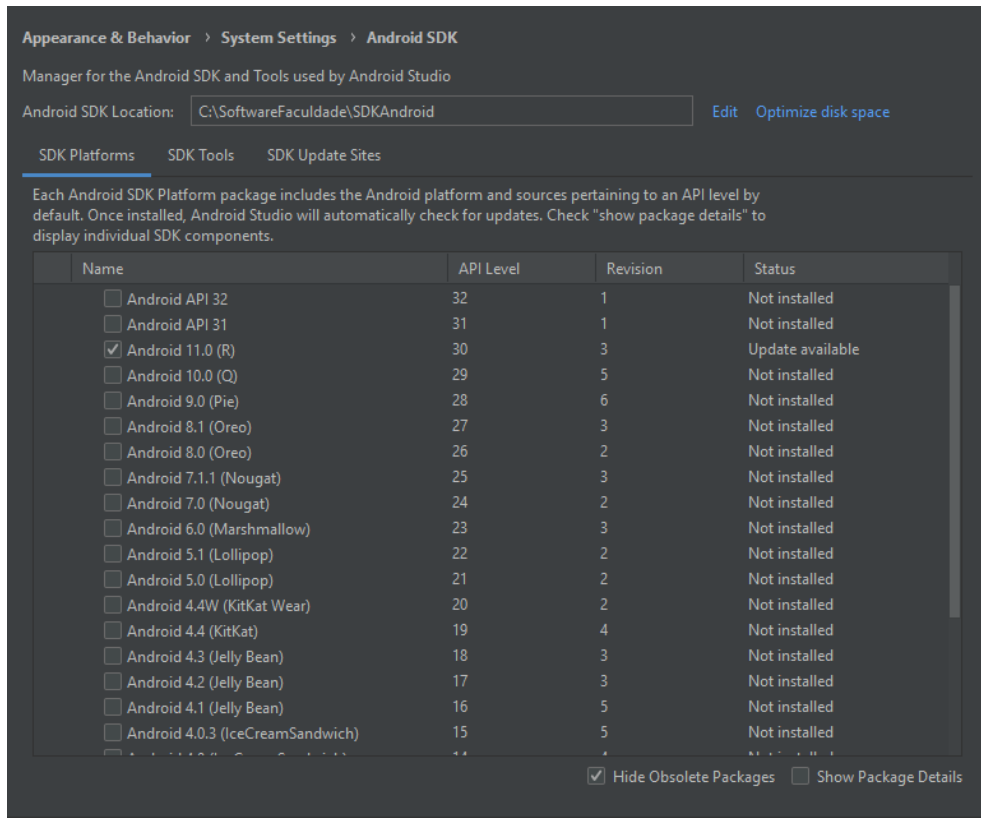 Appearance & Behavior › System Settings › Android SDK
Manager for the Android SDK and Tools used by Android Studio
Android SDK Location: C:\SoftwareFaculdade\SDKAndroid Edit Optimize disk space
SDK Platforms SDK Tools SDK Update Sites
Each Android SDK Platform package includes the Android platform and sources pertaining to an API level by
default. Once installed, Android Studio will automatically check for updates. Check "show package details" to
display individual SDK components.
Name API Level Revision Status
Android API 32 32 1 Not installed
Android API 31 31 1 Not installed
Android 11.0 (R) 30 3 Update available
Android 10.0 (Q) 29 5 Not installed
Android 9.0 (Pie) 28 6 Not installed
Android 8.1 (Oreo) 27 3 Not installed
Android 8.0 (Oreo) 26 2 Not installed
Android 7.1.1 (Nougat) 25 3 Not installed
Android 7.0 (Nougat) 24 2 Not installed
Android 6.0 (Marshmallow) 23 3 Not installed
Android 5.1 (Lollipop) 22 2 Not installed
Android 5.0 (Lollipop) 21 2 Not installed
Android 4.4W (KitKat Wear) 20 2 Not installed
Android 4.4 (KitKat) 19 4 Not installed
Android 4.3 (Jelly Bean) 18 3 Not installed
Android 4.2 (Jelly Bean) 17 3 Not installed
Android 4.1 (Jelly Bean) 16 5 Not installed
Android 4.0.3 (IceCreamSandwich) 15 5 Not installed
Hide Obsolete Packages Show Package Details